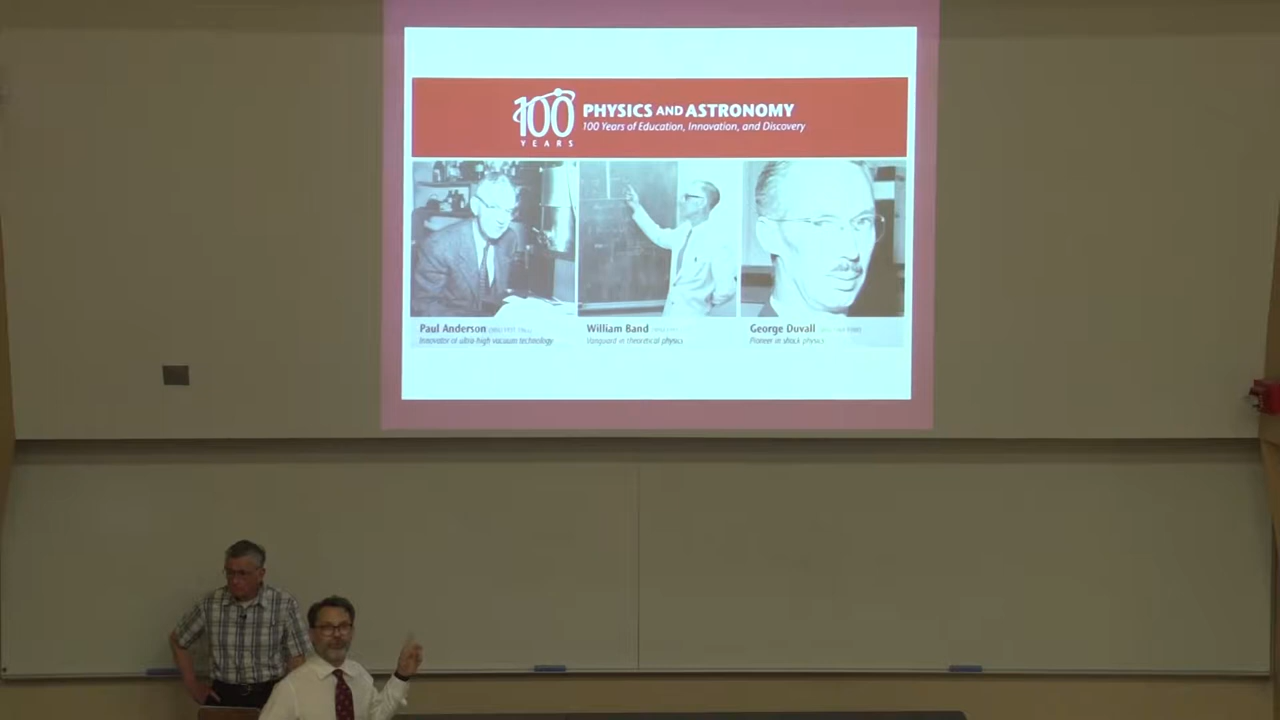 100
YEARS
PHYSICS AND ASTRONOMY
100 Years of Education, Innovation, and Discovery
Paul Anderson
Innovator of ultra-high vacuum technology
William Band
Vanguard in theoretical physics
George Duvall
Pioneer in shock physics